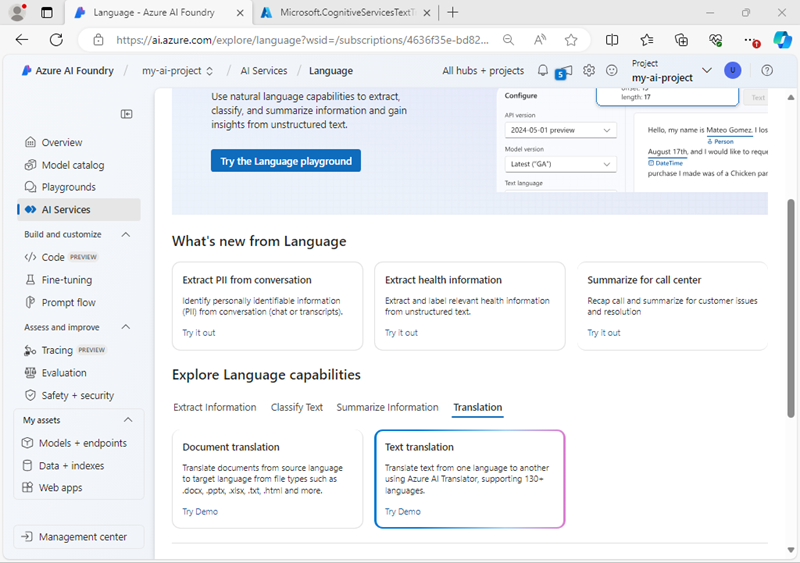 Language - Azure AI Foundry
Microsoft.CognitiveServicesTextT
https://ai.azure.com/explore/language?wsid=/subscriptions/4636f35e-bd82...
Azure AI Foundry / my-ai-project / AI Services / Language
All hubs + projects
5
Project
my-ai-project
U
Overview
Model catalog
Playgrounds
AI Services
Build and customize
Code PREVIEW
Fine-tuning
Prompt flow
Assess and improve
Tracing PREVIEW
Evaluation
Safety + security
My assets
Models + endpoints
Data + indexes
Web apps
Management center
Use natural language capabilities to extract,
classify, and summarize information and gain
insights from unstructured text.
Try the Language playground
Configure
API version
2024-05-01 preview
Model version
Latest ("GA")
Text language
length: 17
Text
Hello, my name is Mateo Gomez. I los
Person
August 17th, and I would like to reque
DateTime
purchase I made was of a Chicken par
What's new from Language
Extract PII from conversation
Identify personally identifiable information
(PII) from conversation (chat or transcripts).
Try it out
Extract health information
Extract and label relevant health information
from unstructured text.
Try it out
Summarize for call center
Recap call and summarize for customer issues
and resolution
Try it out
Explore Language capabilities
Extract Information Classify Text Summarize Information Translation
Document translation
Translate documents from source language
to target language from file types such as
.docx, .pptx, .xlsx, .txt, .html and more.
Try Demo
Text translation
Translate text from one language to another
using Azure AI Translator, supporting 130+
languages.
Try Demo